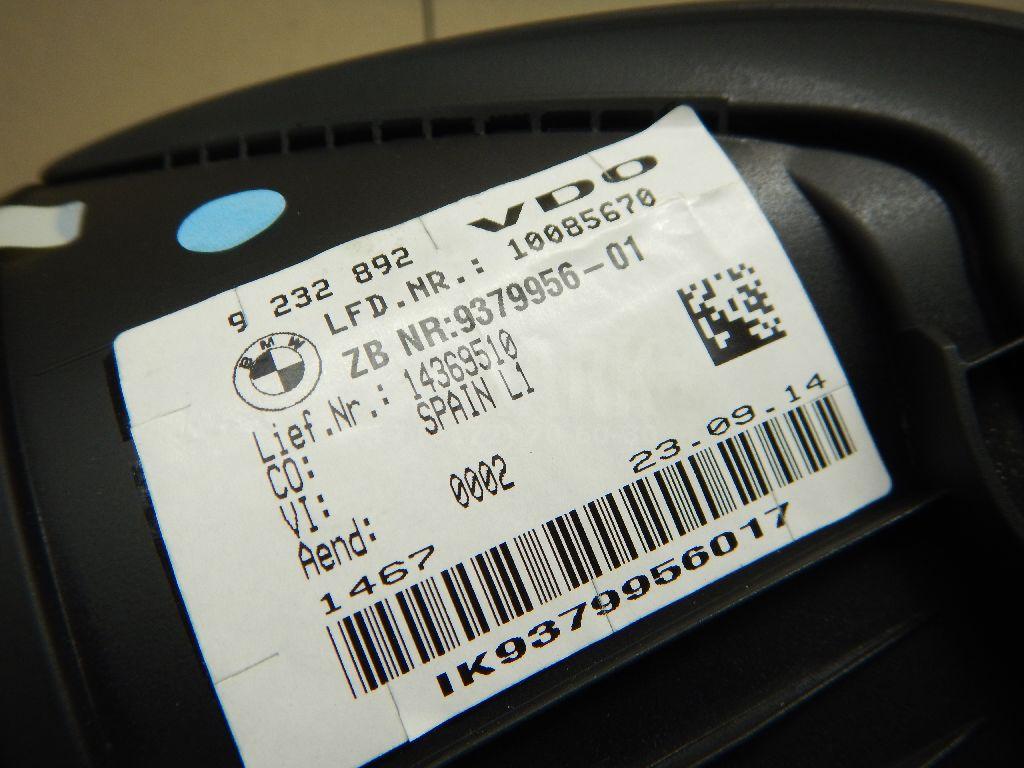 VDO
9 232 892
LFD.NR.: 10085670
BMW
ZB NR:9379956-01
Lief.Nr.: 14369510
CO: SPAIN L1
VI:
Aend: 0002
1467 23.09.14
IK9379956017